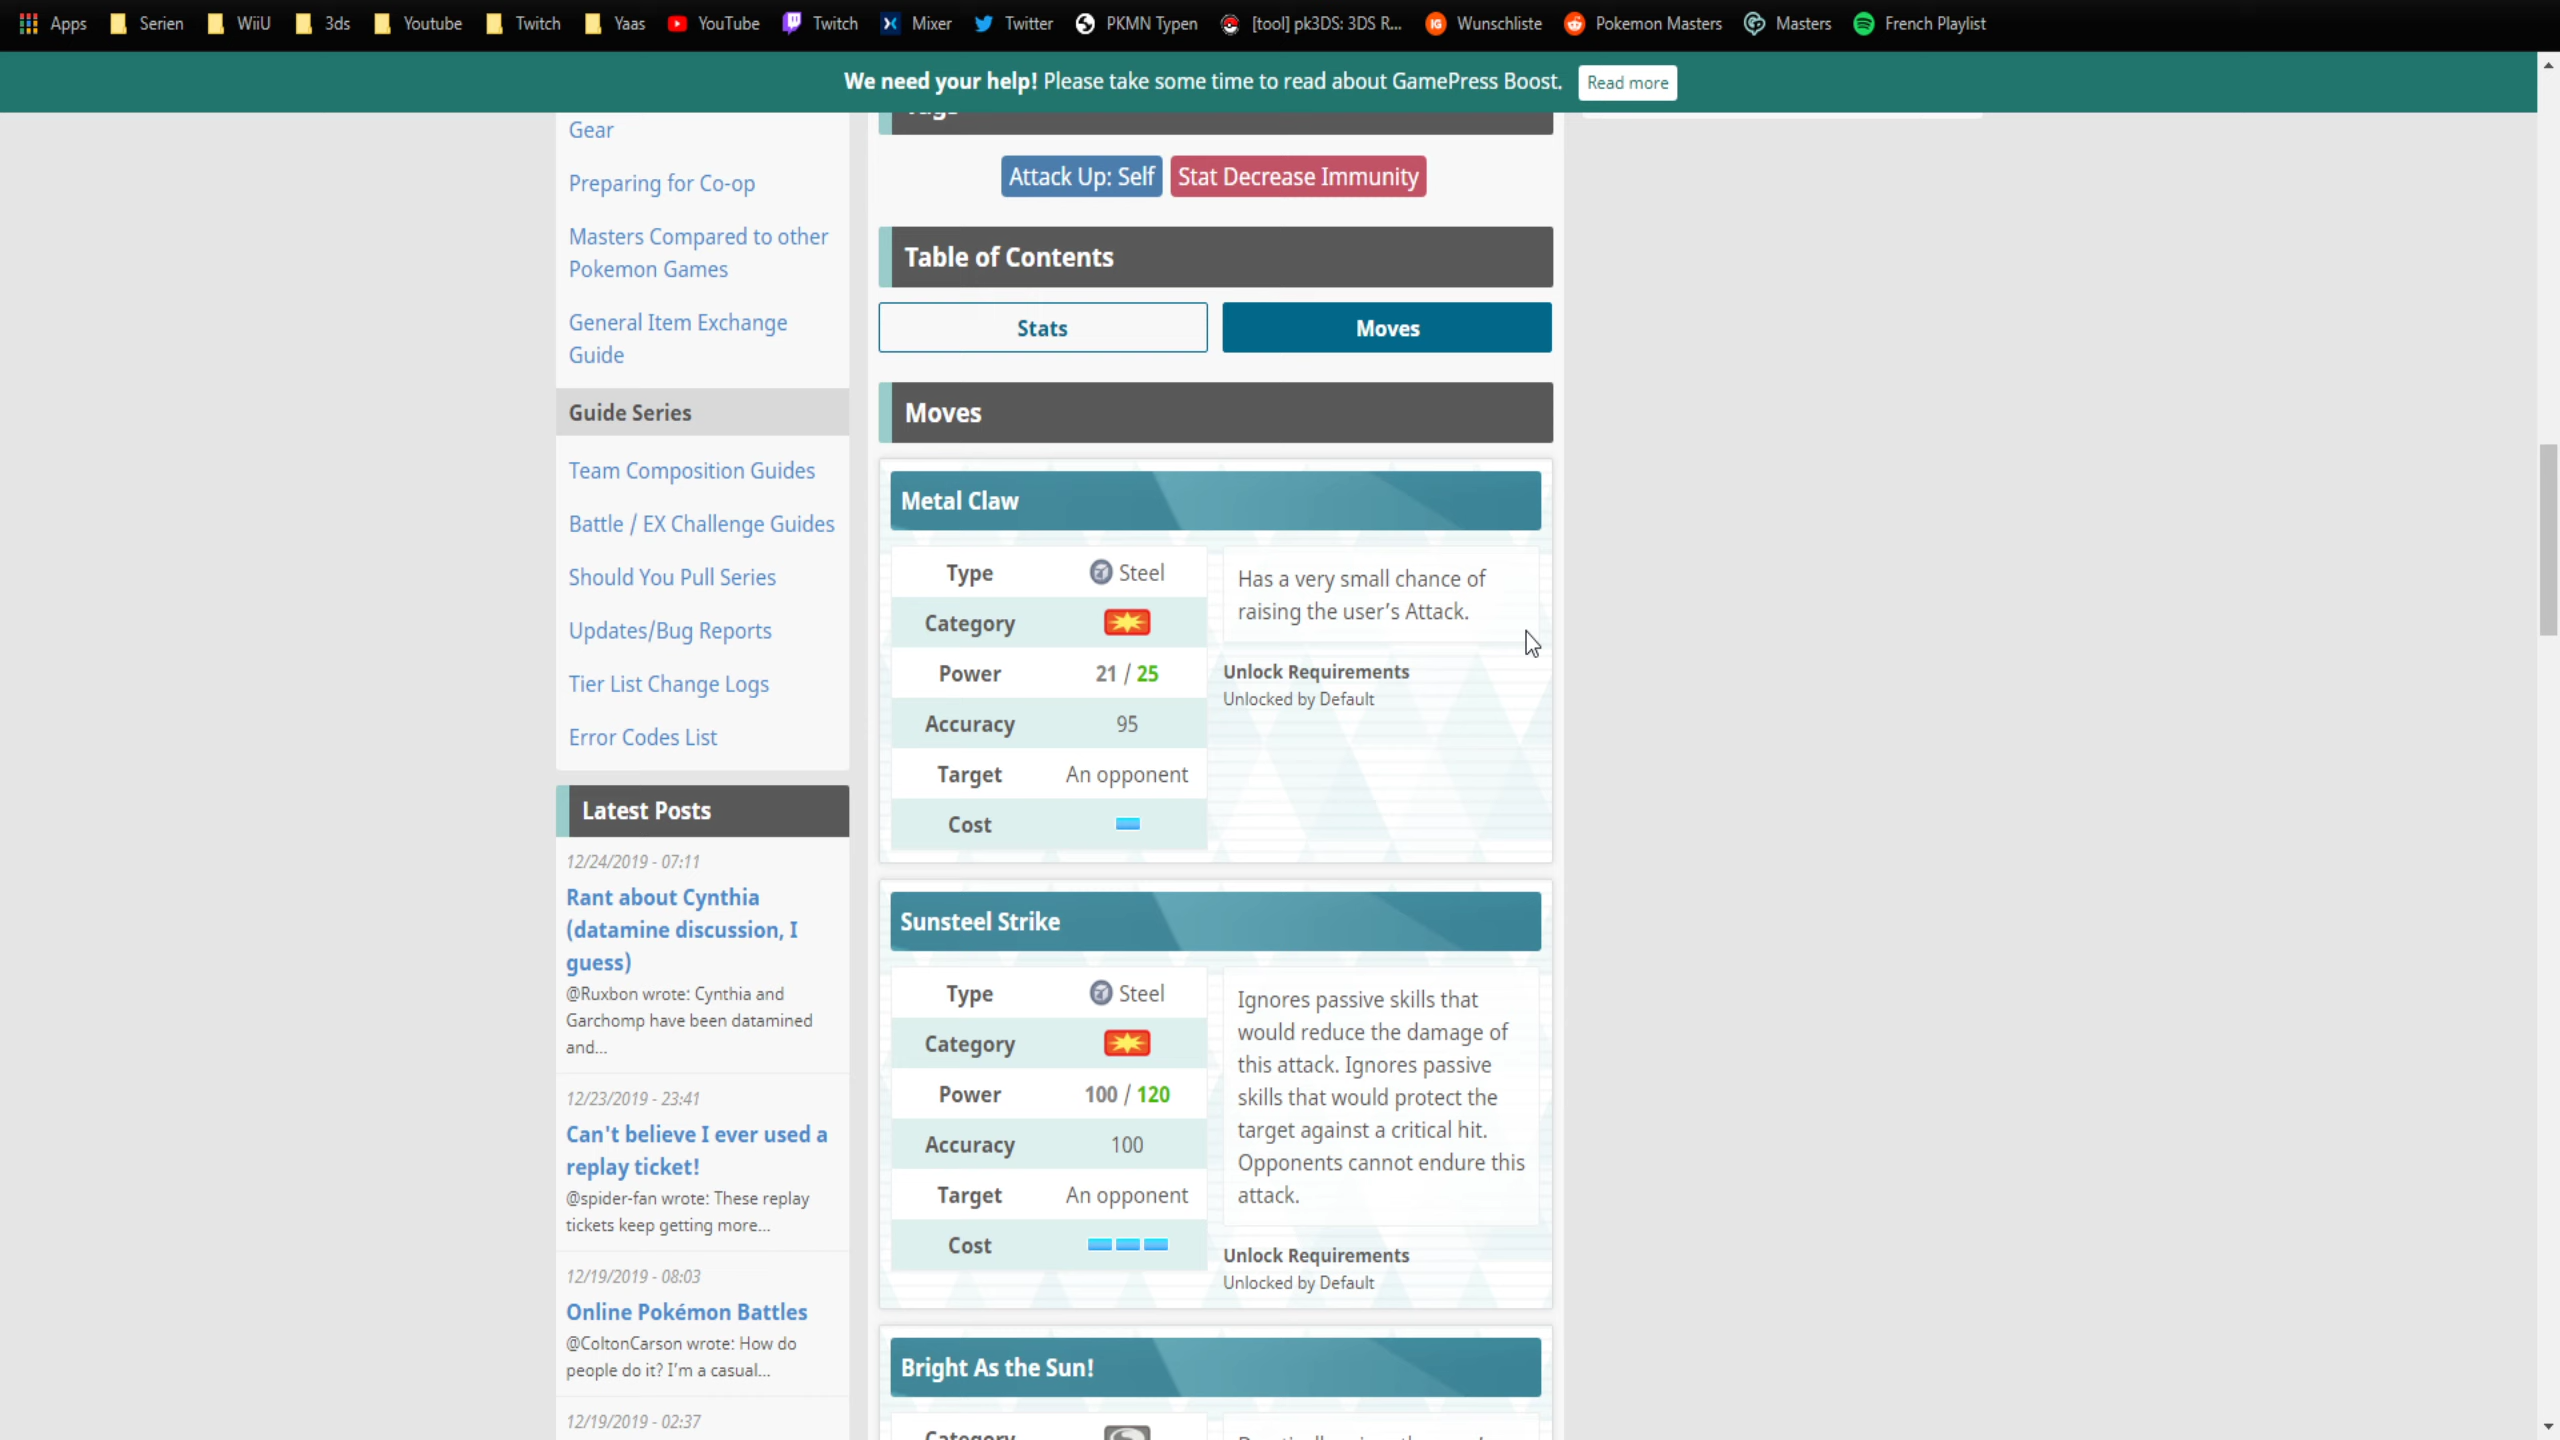 Apps Serien WiiU 3ds Youtube Twitch Yaas YouTube Twitch Mixer Twitter PKMN Typen [tool] pk3DS: 3DS R... Wunschliste Pokemon Masters Masters French Playlist
We need your help! Please take some time to read about GamePress Boost. Read more
Gear
Preparing for Co-op
Masters Compared to other
Pokemon Games
General Item Exchange
Guide
Guide Series
Team Composition Guides
Battle / EX Challenge Guides
Should You Pull Series
Updates/Bug Reports
Tier List Change Logs
Error Codes List
Latest Posts
12/24/2019 - 07:11
Rant about Cynthia
(datamine discussion, I
guess)
@Ruxbon wrote: Cynthia and
Garchomp have been datamined
and...
12/23/2019 - 23:41
Can't believe I ever used a
replay ticket!
@spider-fan wrote: These replay
tickets keep getting more...
12/19/2019 - 08:03
Online Pokémon Battles
@ColtonCarson wrote: How do
people do it? I'm a casual...
12/19/2019 - 02:37
Tags
Attack Up: Self Stat Decrease Immunity
Table of Contents
Stats Moves
Moves
Metal Claw
Type Steel
Category
Power 21 / 25
Accuracy 95
Target An opponent
Cost
Has a very small chance of
raising the user's Attack.
Unlock Requirements
Unlocked by Default
Sunsteel Strike
Type Steel
Category
Power 100 / 120
Accuracy 100
Target An opponent
Cost
Ignores passive skills that
would reduce the damage of
this attack. Ignores passive
skills that would protect the
target against a critical hit.
Opponents cannot endure this
attack.
Unlock Requirements
Unlocked by Default
Bright As the Sun!
Category